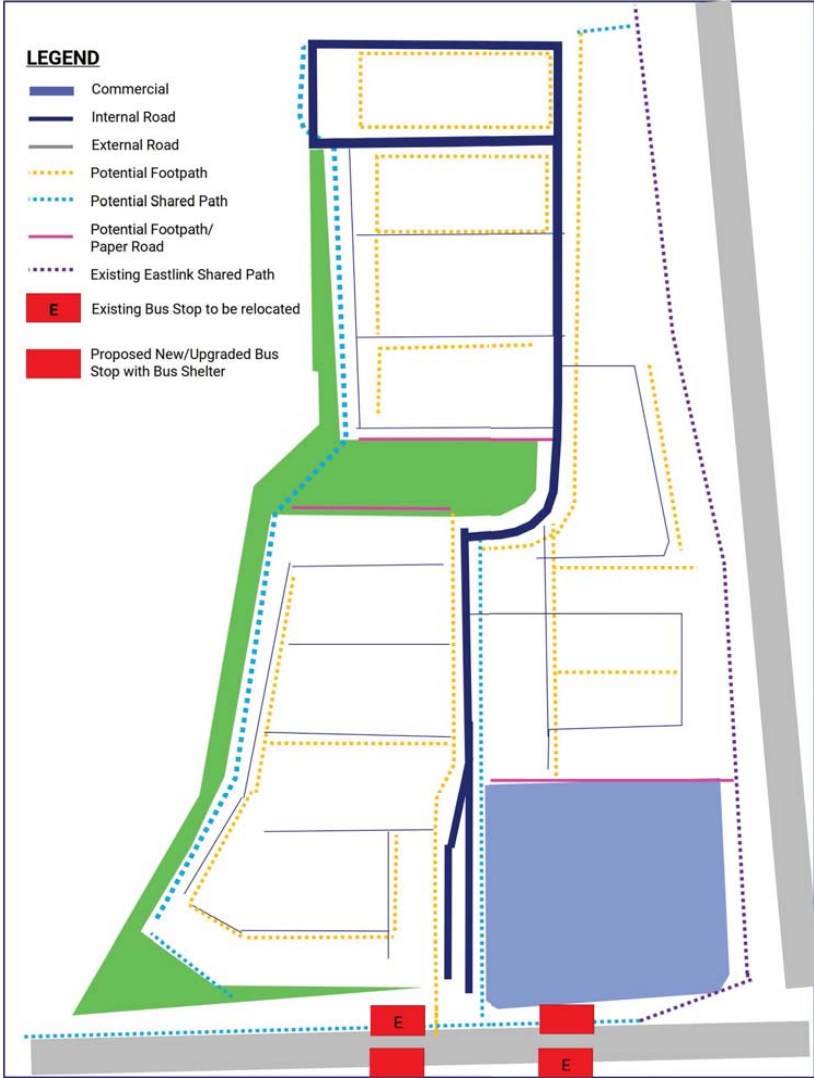 LEGEND
Commercial
Internal Road
External Road
Potential Footpath
Potential Shared Path
Potential Footpath/
Paper Road
Existing Eastlink Shared Path
E
Existing Bus Stop to be relocated
Proposed New/Upgraded Bus
Stop with Bus Shelter
E
E